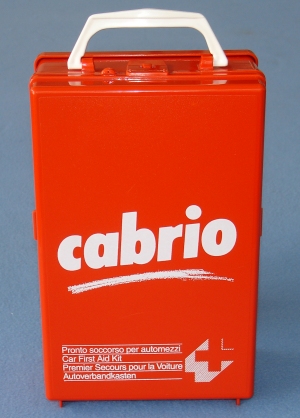 cabrio
Pronto soccorso per automezzi
Car First Aid Kit
Premier Secours pour la Voiture
Autoverbandkasten